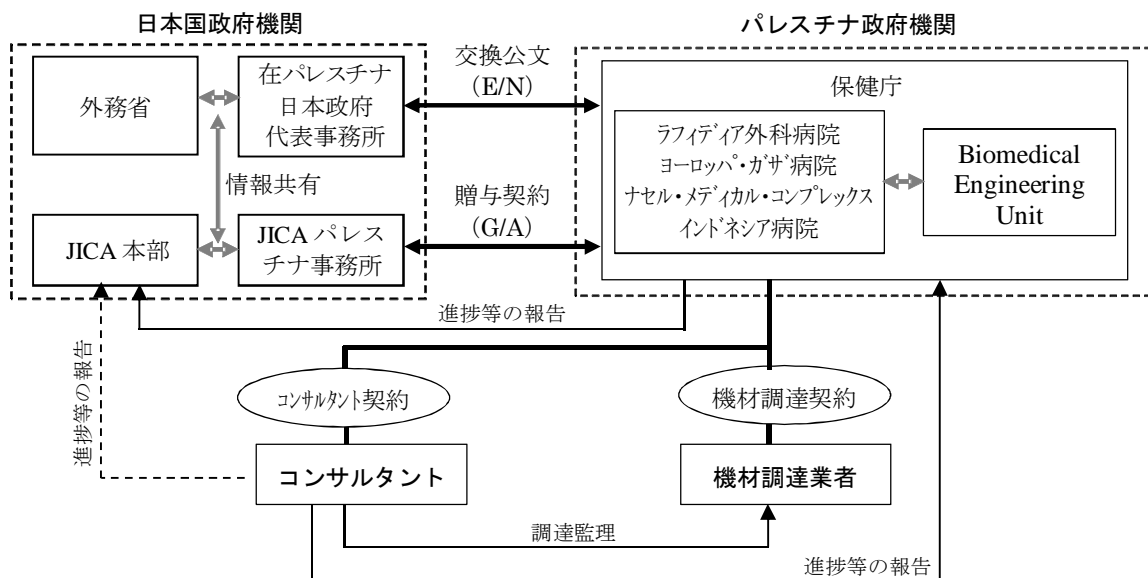 日本国政府機関
パレスチナ政府機関
外務省
在パレスチナ
日本政府
代表事務所
情報共有
JICA 本部
JICA パレス
チナ事務所
交換公文
(E/N)
贈与契約
(G/A)
保健庁
ﾗﾌｨﾃﾞｨｱ外科病院
ﾖｰﾛｯﾊﾟ・ｶﾞｻﾞ病院
ﾅｾﾙ・ﾒﾃﾞｨｶﾙ・ｺﾝﾌﾟﾚｯｸｽ
ｲﾝﾄﾞﾈｼｱ病院
Biomedical
Engineering
Unit
進捗等の報告
進捗等の報告
ｺﾝｻﾙﾀﾝﾄ契約
機材調達契約
コンサルタント
機材調達業者
調達監理
進捗等の報告